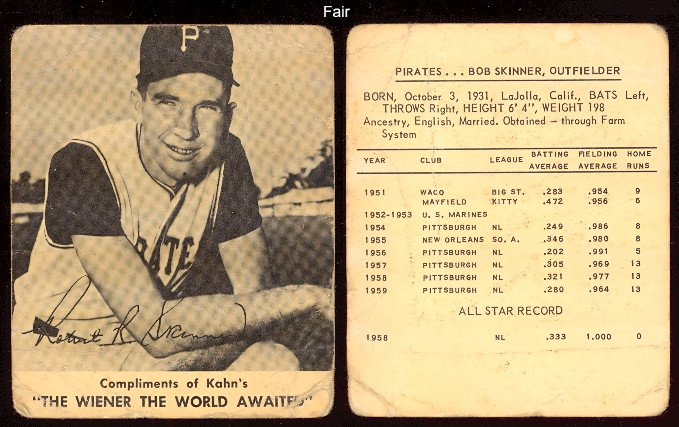 Fair
P
RATE
Robert R Skinner
Compliments of Kahn's
"THE WIENER THE WORLD AWAITED"
PIRATES... BOB SKINNER, OUTFIELDER
BORN, October 3, 1931, LaJolla, Calif., BATS Left,
THROWS Right, HEIGHT 6' 4", WEIGHT 198
Ancestry, English, Married. Obtained – through Farm
System
YEAR CLUB LEAGUE BATTING AVERAGE FIELDING AVERAGE HOME RUNS
1951 WACO BIG ST. .283 .954 9
MAYFIELD KITTY .472 .956 6
1952-1953 U. S. MARINES
1954 PITTSBURGH NL .249 .986 8
1955 NEW ORLEANS SO. A. .346 .980 8
1956 PITTSBURGH NL .202 .991 5
1957 PITTSBURGH NL .305 .969 13
1958 PITTSBURGH NL .321 .977 13
1959 PITTSBURGH NL .280 .964 13
ALL STAR RECORD
1958 NL .333 1.000 0